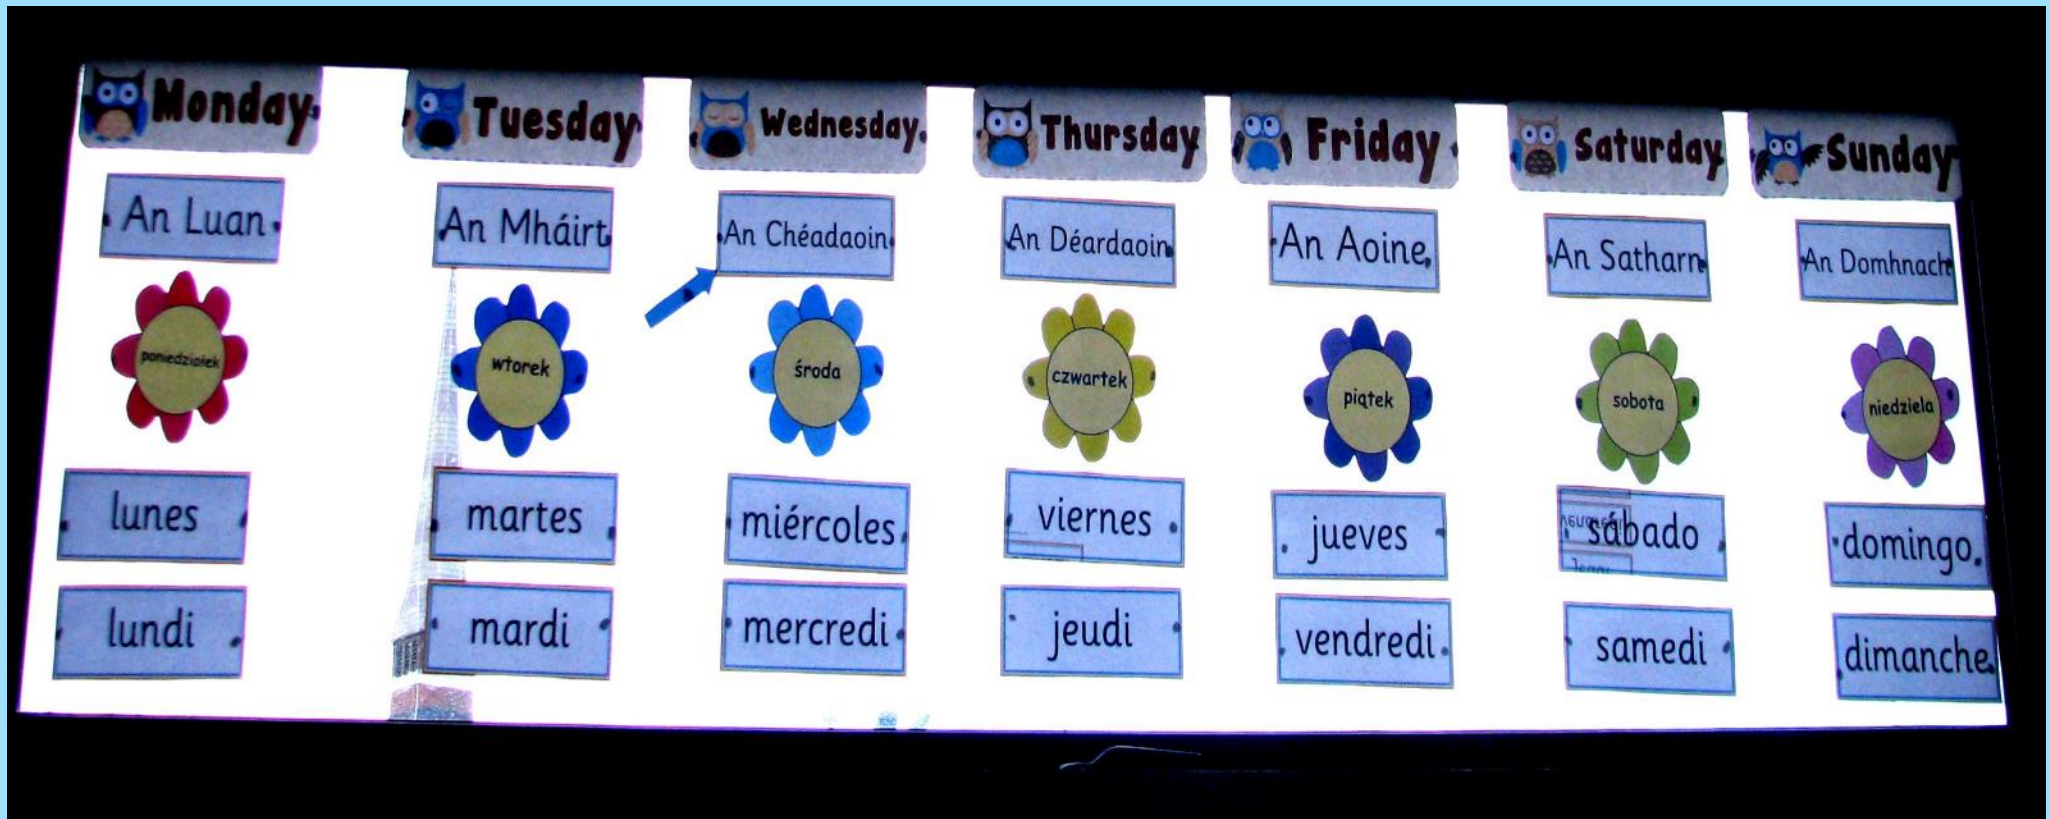 Monday Tuesday Wednesday Thursday Friday Saturday Sunday
An Luan An Mháirt An Chéadaoin An Déardaoin An Aoine An Satharn An Domhnach
poniedziałek wtorek środa czwartek piątek sobota niedziela
lunes martes miércoles viernes jueves sábado domingo
lundi mardi mercredi jeudi vendredi samedi dimanche